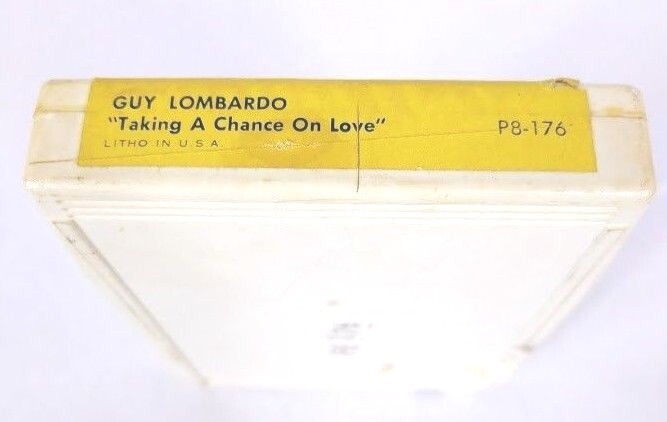 GUY LOMBARDO
"Taking A Chance On Love" P8-176
LITHO IN U S A